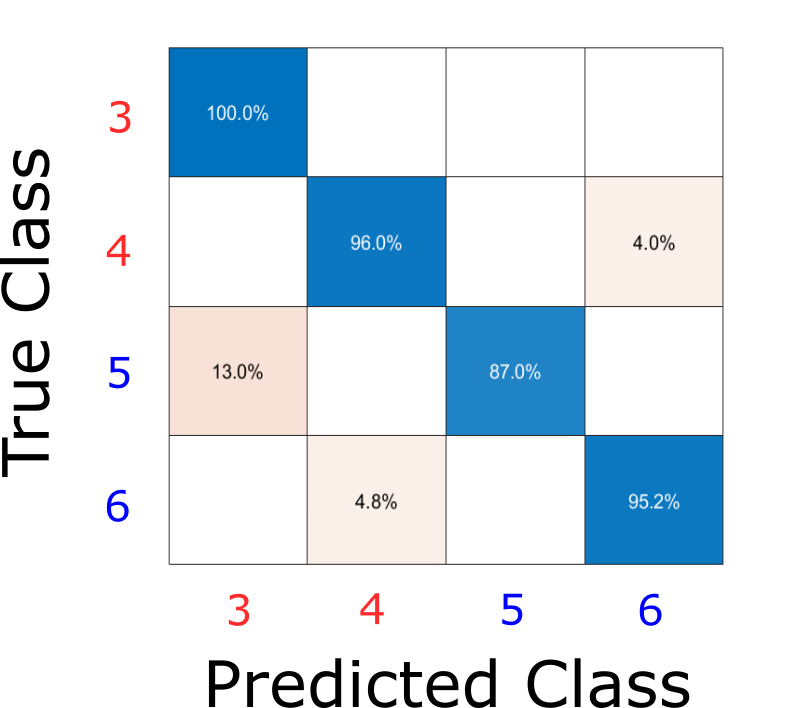 True Class
3
100.0%
4
96.0% 4.0%
5
13.0% 87.0%
6
4.8% 95.2%
3 4 5 6
Predicted Class